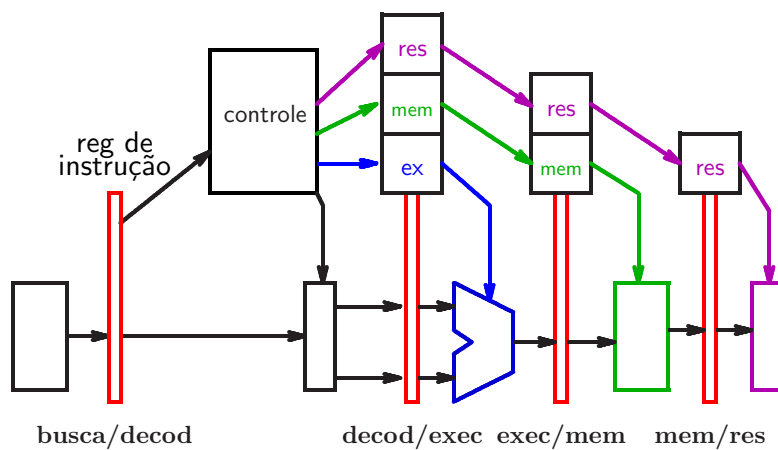 res
controle
mem
res
reg de
instrução
ex
mem
res
busca/decod
decod/exec
exec/mem
mem/res